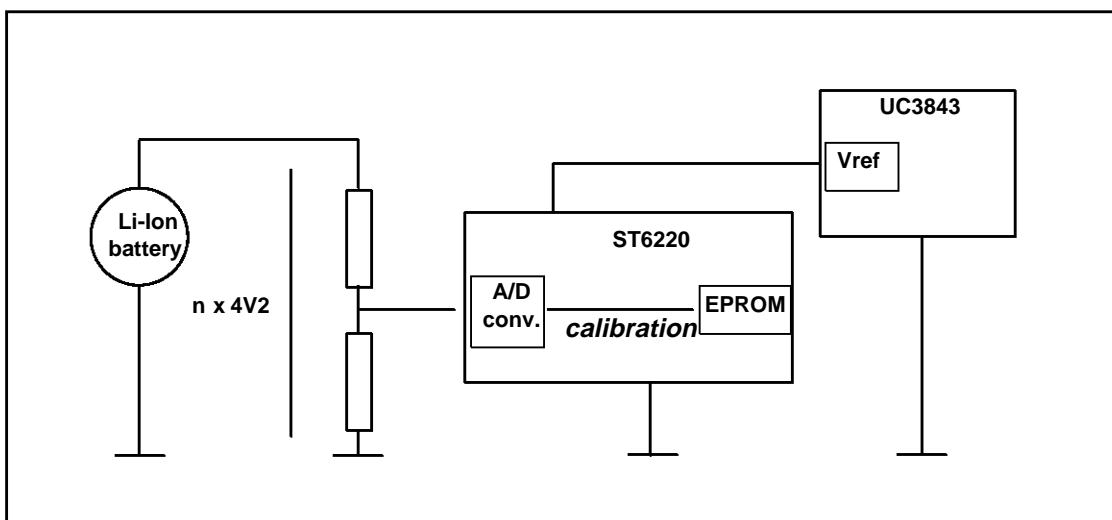 UC3843
Vref
Li-Ion
battery
ST6220
n x 4V2
A/D
conv.
calibration
EPROM